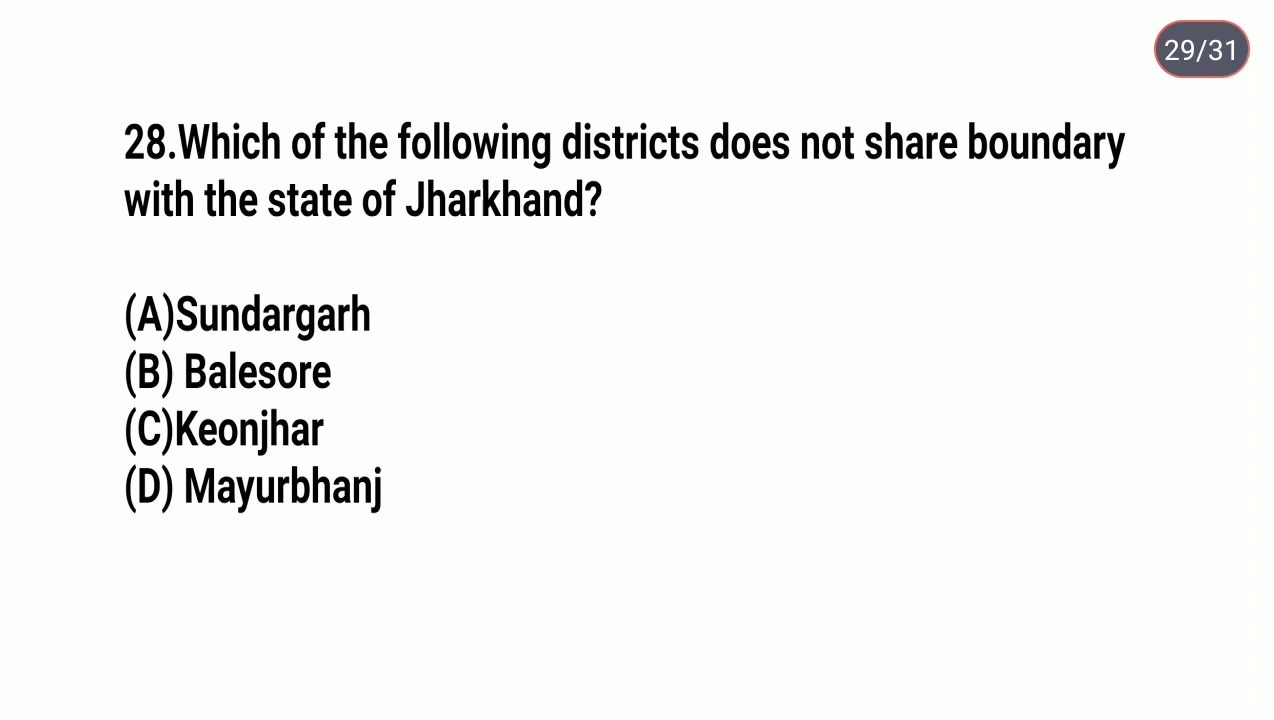 29/31
28.Which of the following districts does not share boundary
with the state of Jharkhand?
(A)Sundargarh
(B) Balesore
(C)Keonjhar
(D) Mayurbhanj